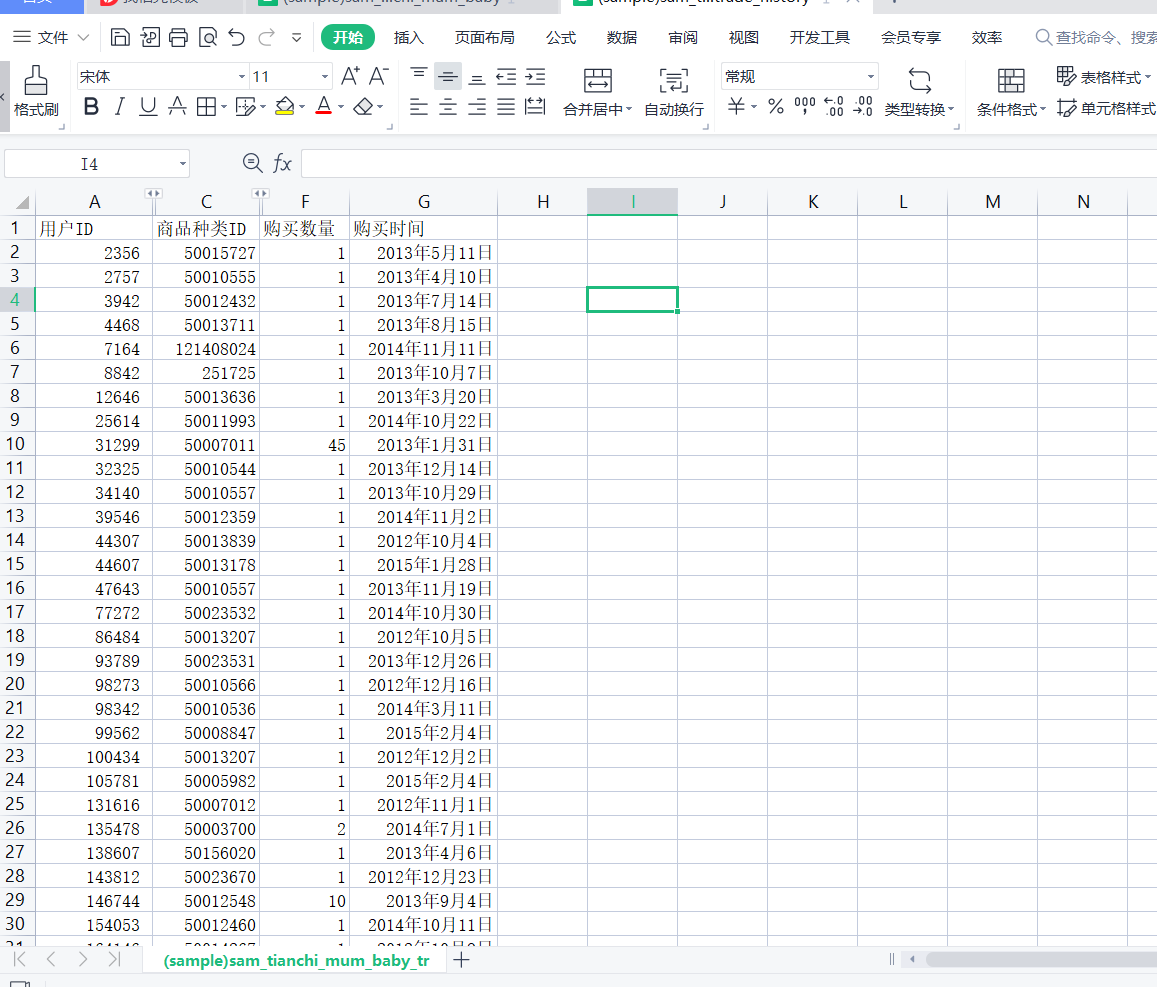 (sample)sam_tianchi_mum_baby
文件 开始 插入 页面布局 公式 数据 审阅 视图 开发工具 会员专享 效率 查找命令、搜索
宋体 11 常规
格式刷 合并居中 自动换行 类型转换 条件格式 表格样式 单元格样式
I4 fx
A C F G H I J K L M N
1 用户ID 商品种类ID 购买数量 购买时间
2 2356 50015727 1 2013年5月11日
3 2757 50010555 1 2013年4月10日
4 3942 50012432 1 2013年7月14日
5 4468 50013711 1 2013年8月15日
6 7164 121408024 1 2014年11月11日
7 8842 251725 1 2013年10月7日
8 12646 50013636 1 2013年3月20日
9 25614 50011993 1 2014年10月22日
10 31299 50007011 45 2013年1月31日
11 32325 50010544 1 2013年12月14日
12 34140 50010557 1 2013年10月29日
13 39546 50012359 1 2014年11月2日
14 44307 50013839 1 2012年10月4日
15 44607 50013178 1 2015年1月28日
16 47643 50010557 1 2013年11月19日
17 77272 50023532 1 2014年10月30日
18 86484 50013207 1 2012年10月5日
19 93789 50023531 1 2013年12月26日
20 98273 50010566 1 2012年12月16日
21 98342 50010536 1 2014年3月11日
22 99562 50008847 1 2015年2月4日
23 100434 50013207 1 2012年12月2日
24 105781 50005982 1 2015年2月4日
25 131616 50007012 1 2012年11月1日
26 135478 50003700 2 2014年7月1日
27 138607 50156020 1 2013年4月6日
28 143812 50023670 1 2012年12月23日
29 146744 50012548 10 2013年9月4日
30 154053 50012460 1 2014年10月11日
(sample)sam_tianchi_mum_baby_tr